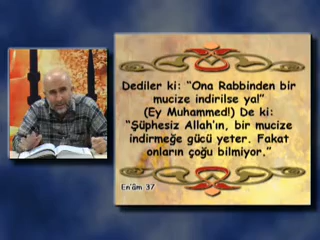 Dediler ki: “Ona Rabbinden bir
mucize indirilse ya!”
(Ey Muhammed!) De ki:
“Şüphesiz Allah’ın, bir mucize
indirmeğe gücü yeter. Fakat
onların çoğu bilmiyor.”
En’âm 37